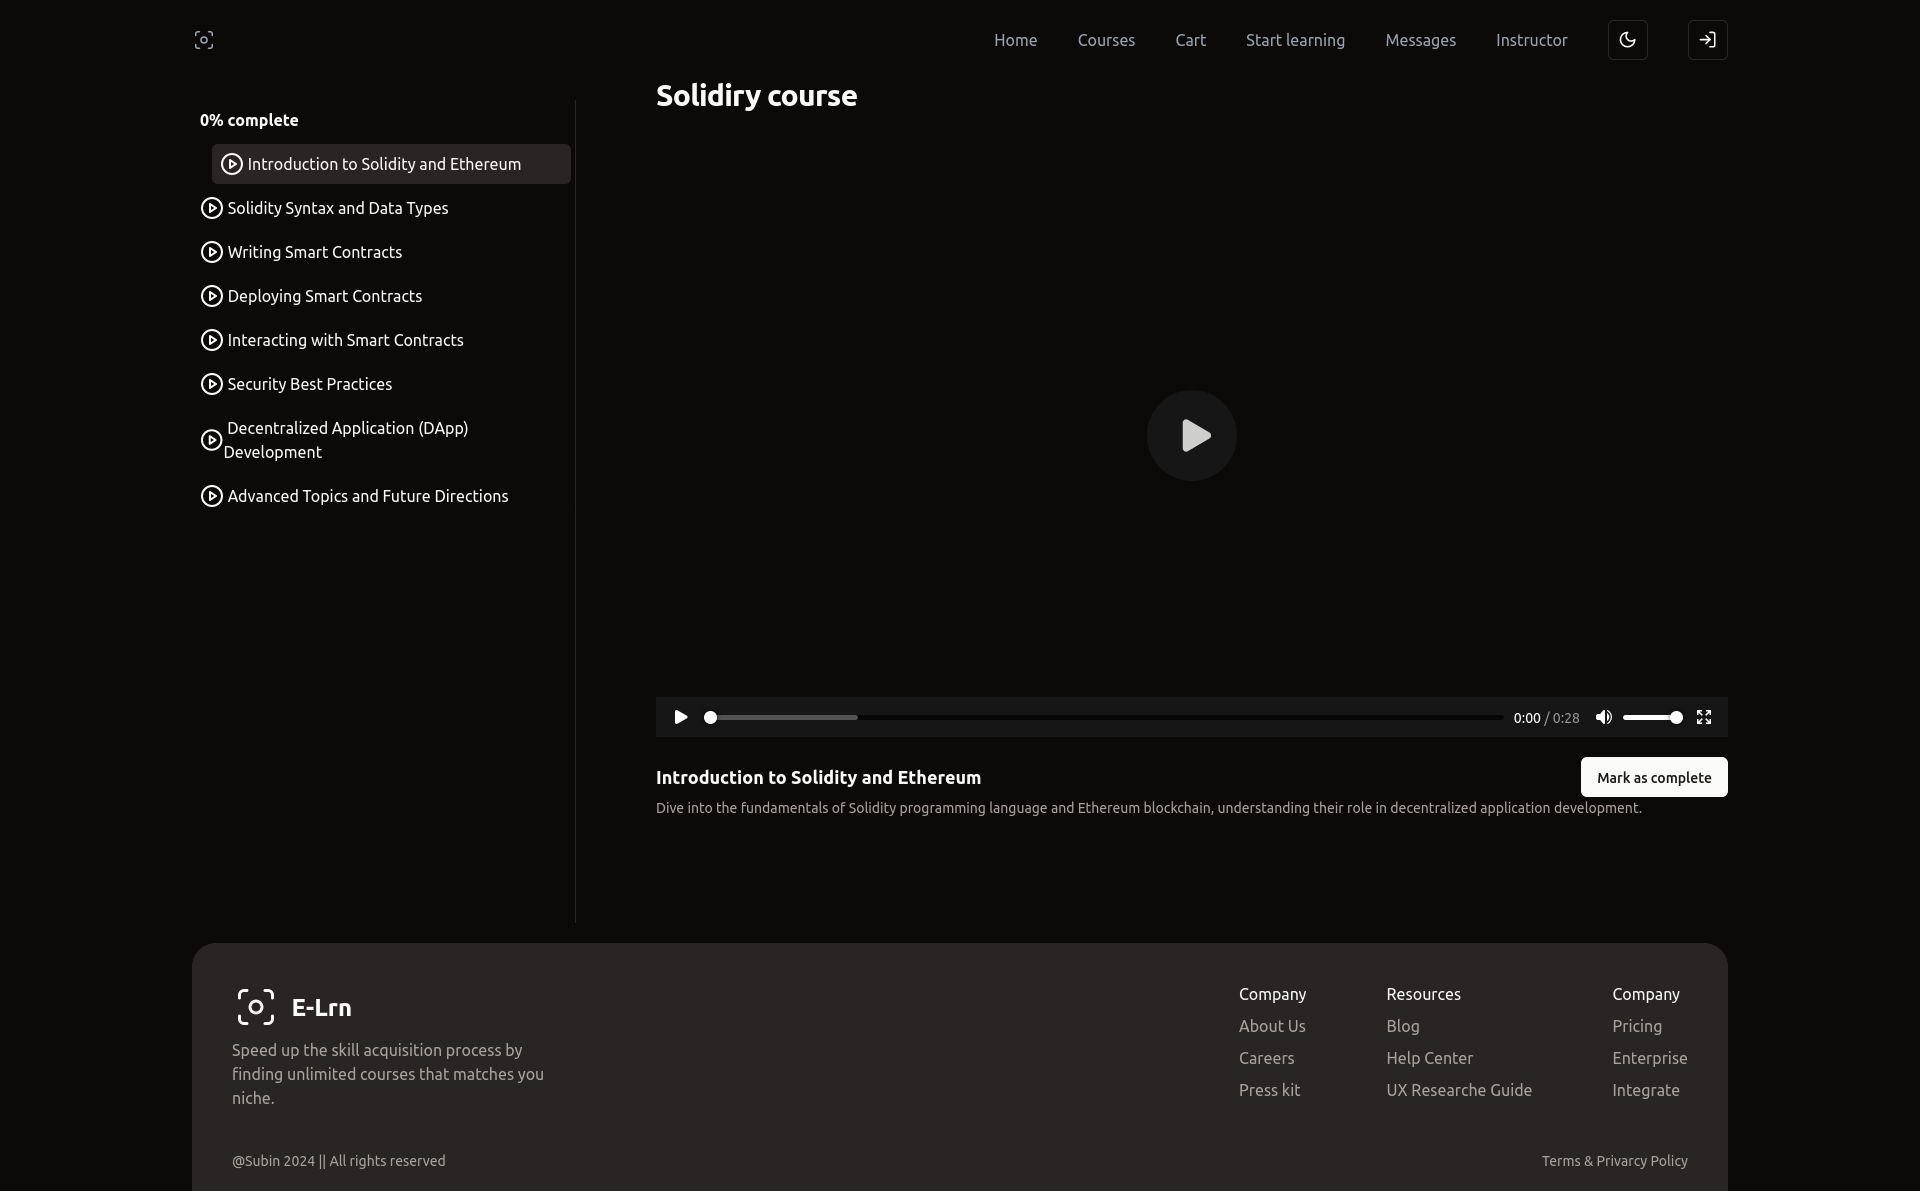 Home
Courses
Cart
Start learning
Messages
Instructor
0% complete
Introduction to Solidity and Ethereum
Solidity Syntax and Data Types
Writing Smart Contracts
Deploying Smart Contracts
Interacting with Smart Contracts
Security Best Practices
Decentralized Application (DApp)
Development
Advanced Topics and Future Directions
Solidiry course
0:00 / 0:28
Introduction to Solidity and Ethereum
Mark as complete
Dive into the fundamentals of Solidity programming language and Ethereum blockchain, understanding their role in decentralized application development.
E-Lrn
Speed up the skill acquisition process by
finding unlimited courses that matches you
niche.
Company
About Us
Careers
Press kit
Resources
Blog
Help Center
UX Researche Guide
Company
Pricing
Enterprise
Integrate
@Subin 2024 || All rights reserved
Terms & Privarcy Policy